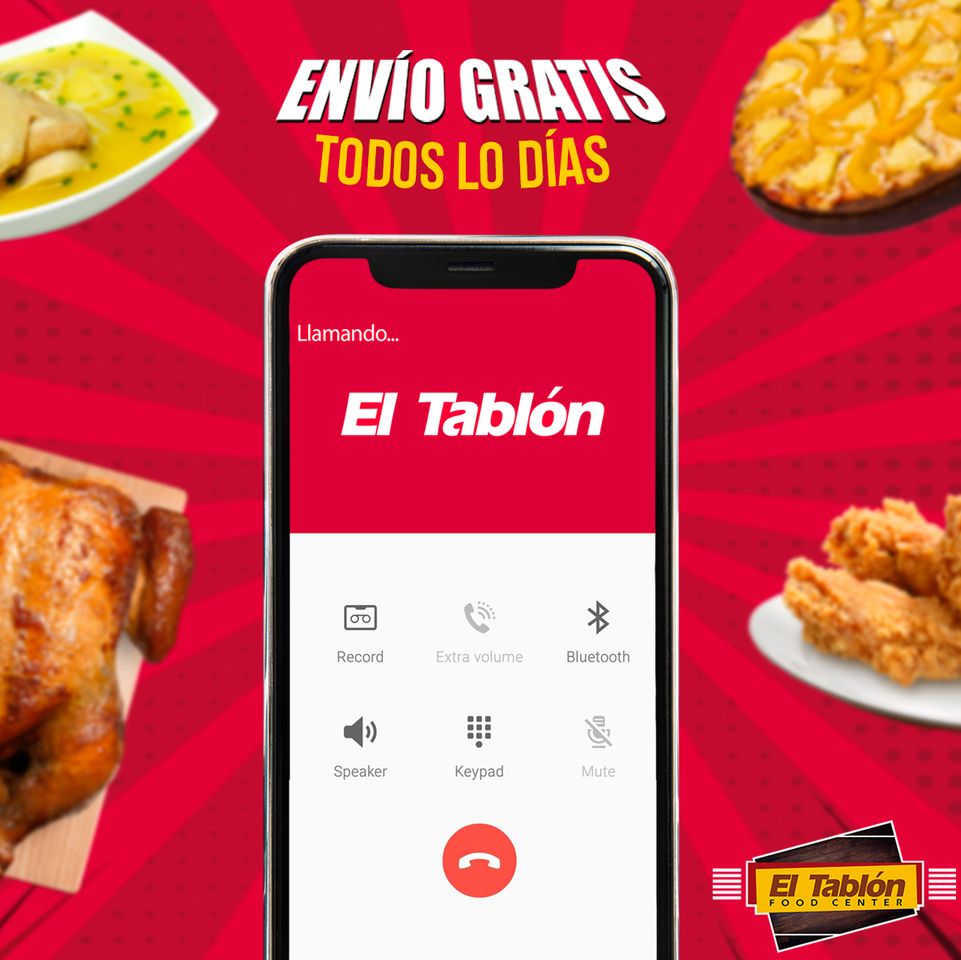 ENVÍO GRATIS
TODOS LO DÍAS
Llamando...
El Tablón
Record
Extra volume
Bluetooth
Speaker
Keypad
Mute
El Tablón
FOOD CENTER